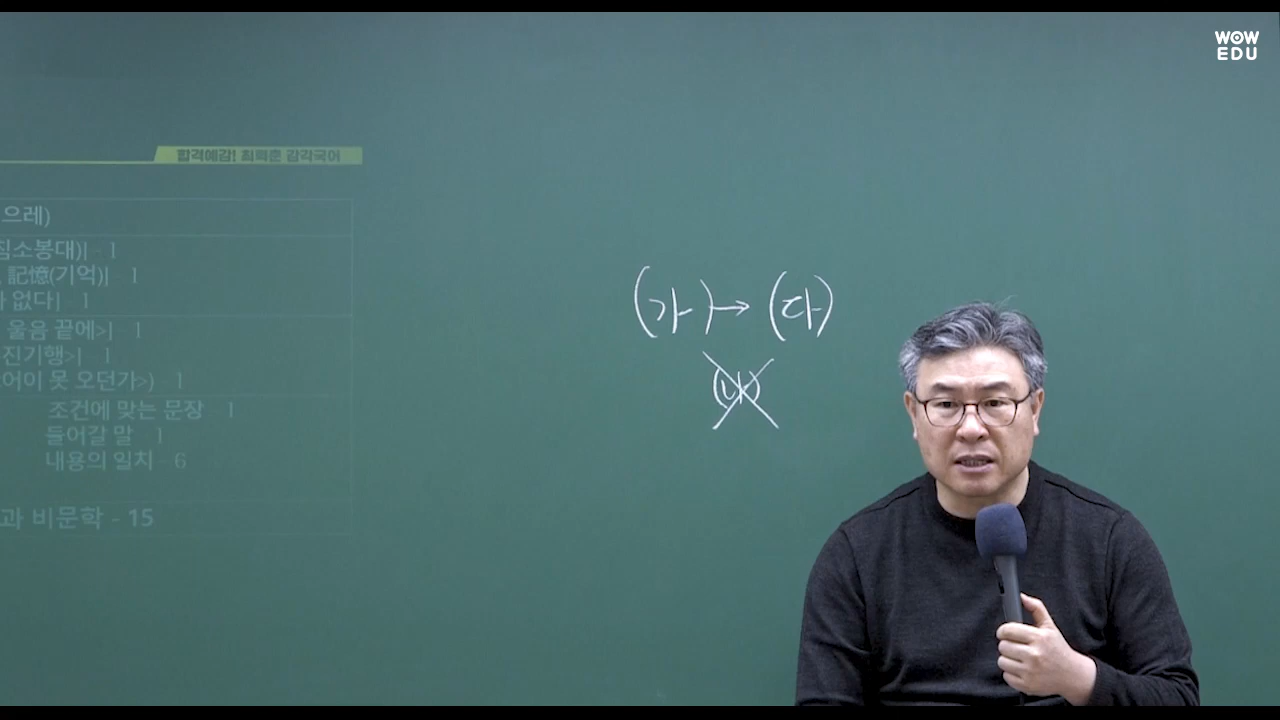 WOW
EDU
합격예감! 최력춘 감각국어
으레)
침소봉대)| - 1
記憶(기억)| - 1
없다| - 1
울음 끝에>| - 1
진기행>| 1
어이 못 오던가>) - 1
조건에 맞는 문장 1
들어갈 말 1
내용의 일치 - 6
과 비문학 - 15
(가) → (다)
(나)